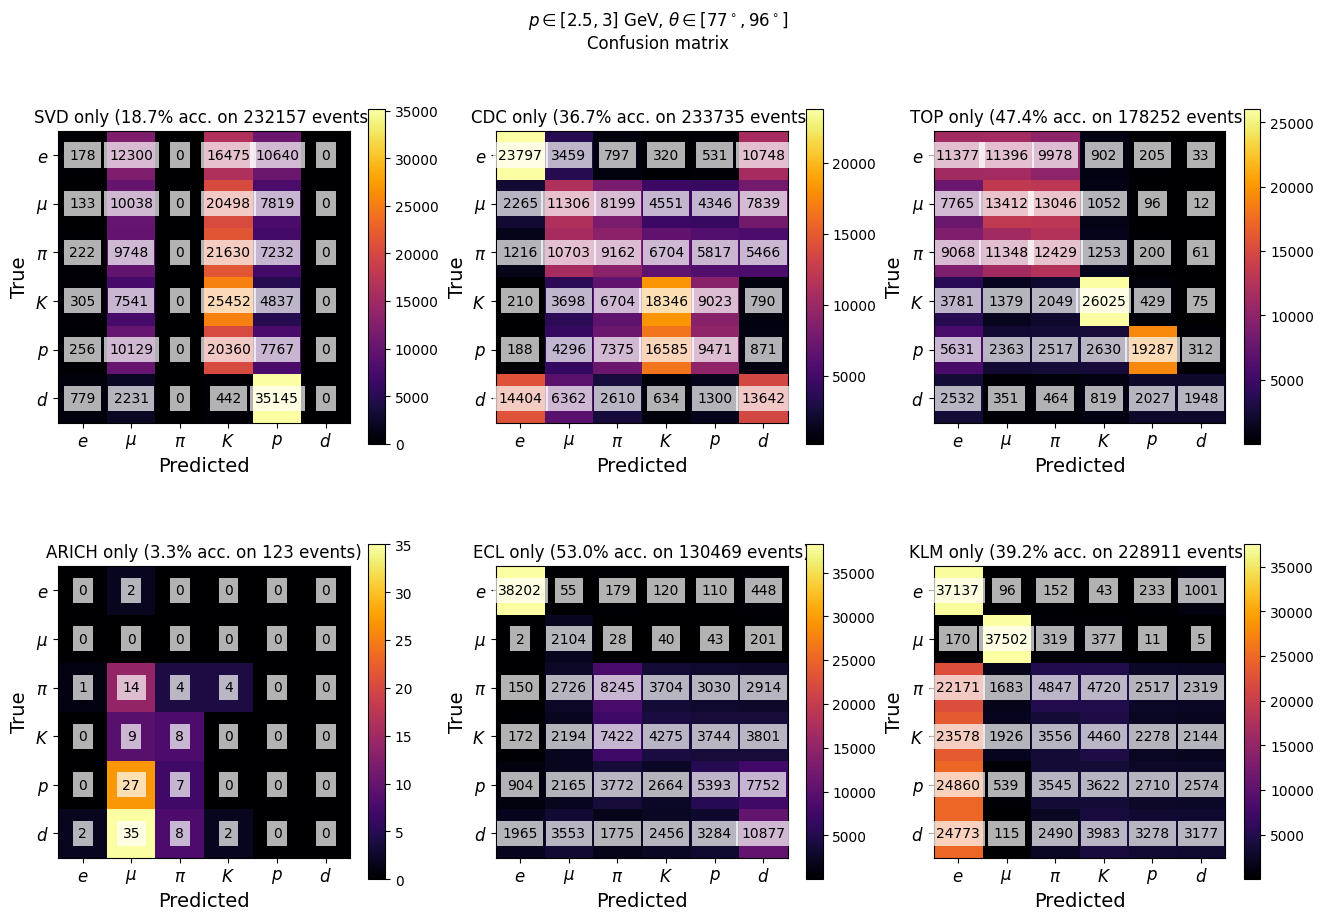 p ∈ [2.5, 3] GeV, θ ∈ [77°, 96°]
Confusion matrix
SVD only (18.7% acc. on 232157 events
e 178 12300 0 16475 10640 0
μ 133 10038 0 20498 7819 0
π 222 9748 0 21630 7232 0
K 305 7541 0 25452 4837 0
p 256 10129 0 20360 7767 0
d 779 2231 0 442 35145 0
e μ π K p d
True
Predicted
35000
30000
25000
20000
15000
10000
5000
0
CDC only (36.7% acc. on 233735 events
e 23797 3459 797 320 531 10748
μ 2265 11306 8199 4551 4346 7839
π 1216 10703 9162 6704 5817 5466
K 210 3698 6704 18346 9023 790
p 188 4296 7375 16585 9471 871
d 14404 6362 2610 634 1300 13642
e μ π K p d
True
Predicted
20000
15000
10000
5000
TOP only (47.4% acc. on 178252 events
e 11377 11396 9978 902 205 33
μ 7765 13412 13046 1052 96 12
π 9068 11348 12429 1253 200 61
K 3781 1379 2049 26025 429 75
p 5631 2363 2517 2630 19287 312
d 2532 351 464 819 2027 1948
e μ π K p d
True
Predicted
25000
20000
15000
10000
5000
ARICH only (3.3% acc. on 123 events)
e 0 2 0 0 0 0
μ 0 0 0 0 0 0
π 1 14 4 4 0 0
K 0 9 8 0 0 0
p 0 27 7 0 0 0
d 2 35 8 2 0 0
e μ π K p d
True
Predicted
35
30
25
20
15
10
5
0
ECL only (53.0% acc. on 130469 events)
e 38202 55 179 120 110 448
μ 2 2104 28 40 43 201
π 150 2726 8245 3704 3030 2914
K 172 2194 7422 4275 3744 3801
p 904 2165 3772 2664 5393 7752
d 1965 3553 1775 2456 3284 10877
e μ π K p d
True
Predicted
35000
30000
25000
20000
15000
10000
5000
KLM only (39.2% acc. on 228911 events
e 37137 96 152 43 233 1001
μ 170 37502 319 377 11 5
π 22171 1683 4847 4720 2517 2319
K 23578 1926 3556 4460 2278 2144
p 24860 539 3545 3622 2710 2574
d 24773 115 2490 3983 3278 3177
e μ π K p d
True
Predicted
35000
30000
25000
20000
15000
10000
5000